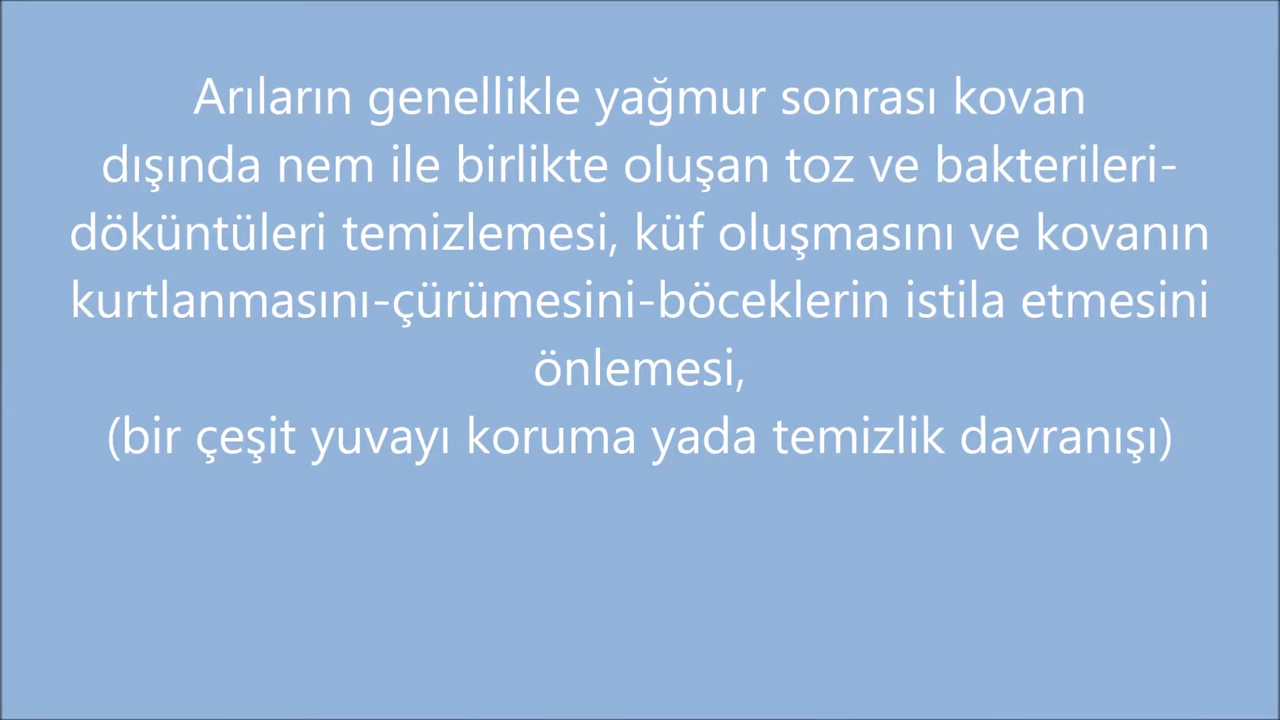 Arıların genellikle yağmur sonrası kovan
dışında nem ile birlikte oluşan toz ve bakterileri-
döküntüleri temizlemesi, küf oluşmasını ve kovanın
kurtlanmasını-çürümesini-böceklerin istila etmesini
önlemesi,
(bir çeşit yuvayı koruma yada temizlik davranışı)